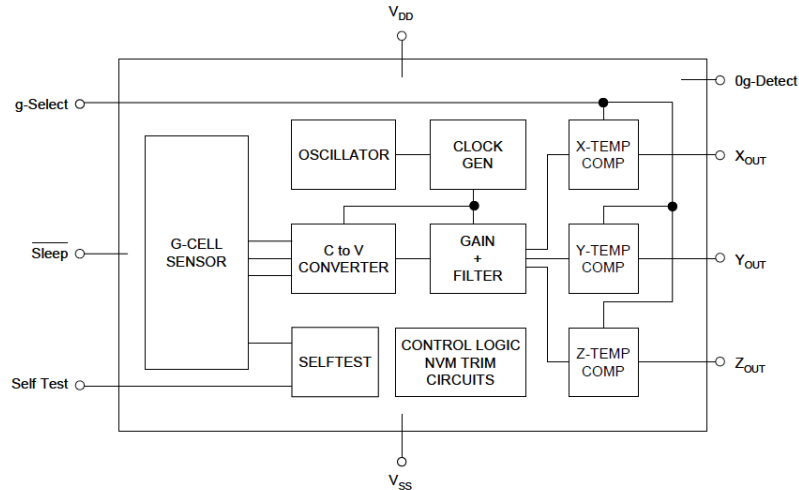 VDD
g-Select
0g-Detect
OSCILLATOR
CLOCK
GEN
X-TEMP
COMP
XOUT
G-CELL
SENSOR
Sleep
C to V
CONVERTER
GAIN
+
FILTER
Y-TEMP
COMP
YOUT
SELFTEST
CONTROL LOGIC
NVM TRIM
CIRCUITS
Z-TEMP
COMP
ZOUT
Self Test
VSS